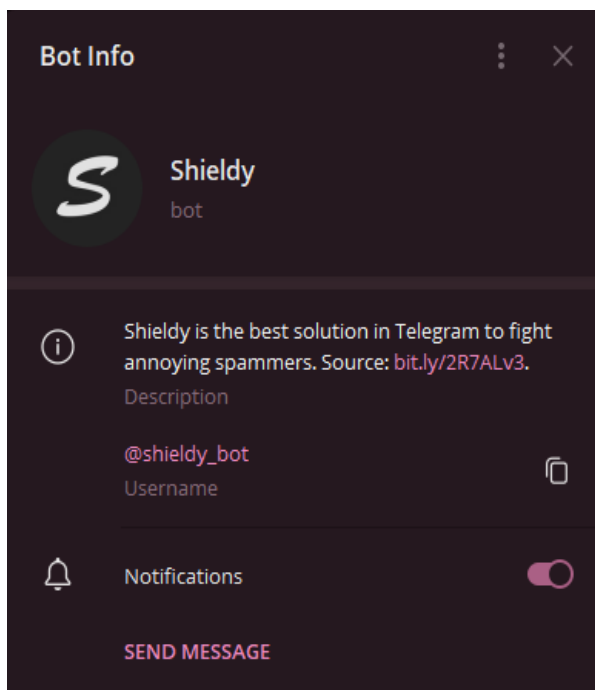 Bot Info
S
Shieldy
bot
Shieldy is the best solution in Telegram to fight
annoying spammers. Source: bit.ly/2R7ALv3.
Description
@shieldy_bot
Username
Notifications
SEND MESSAGE